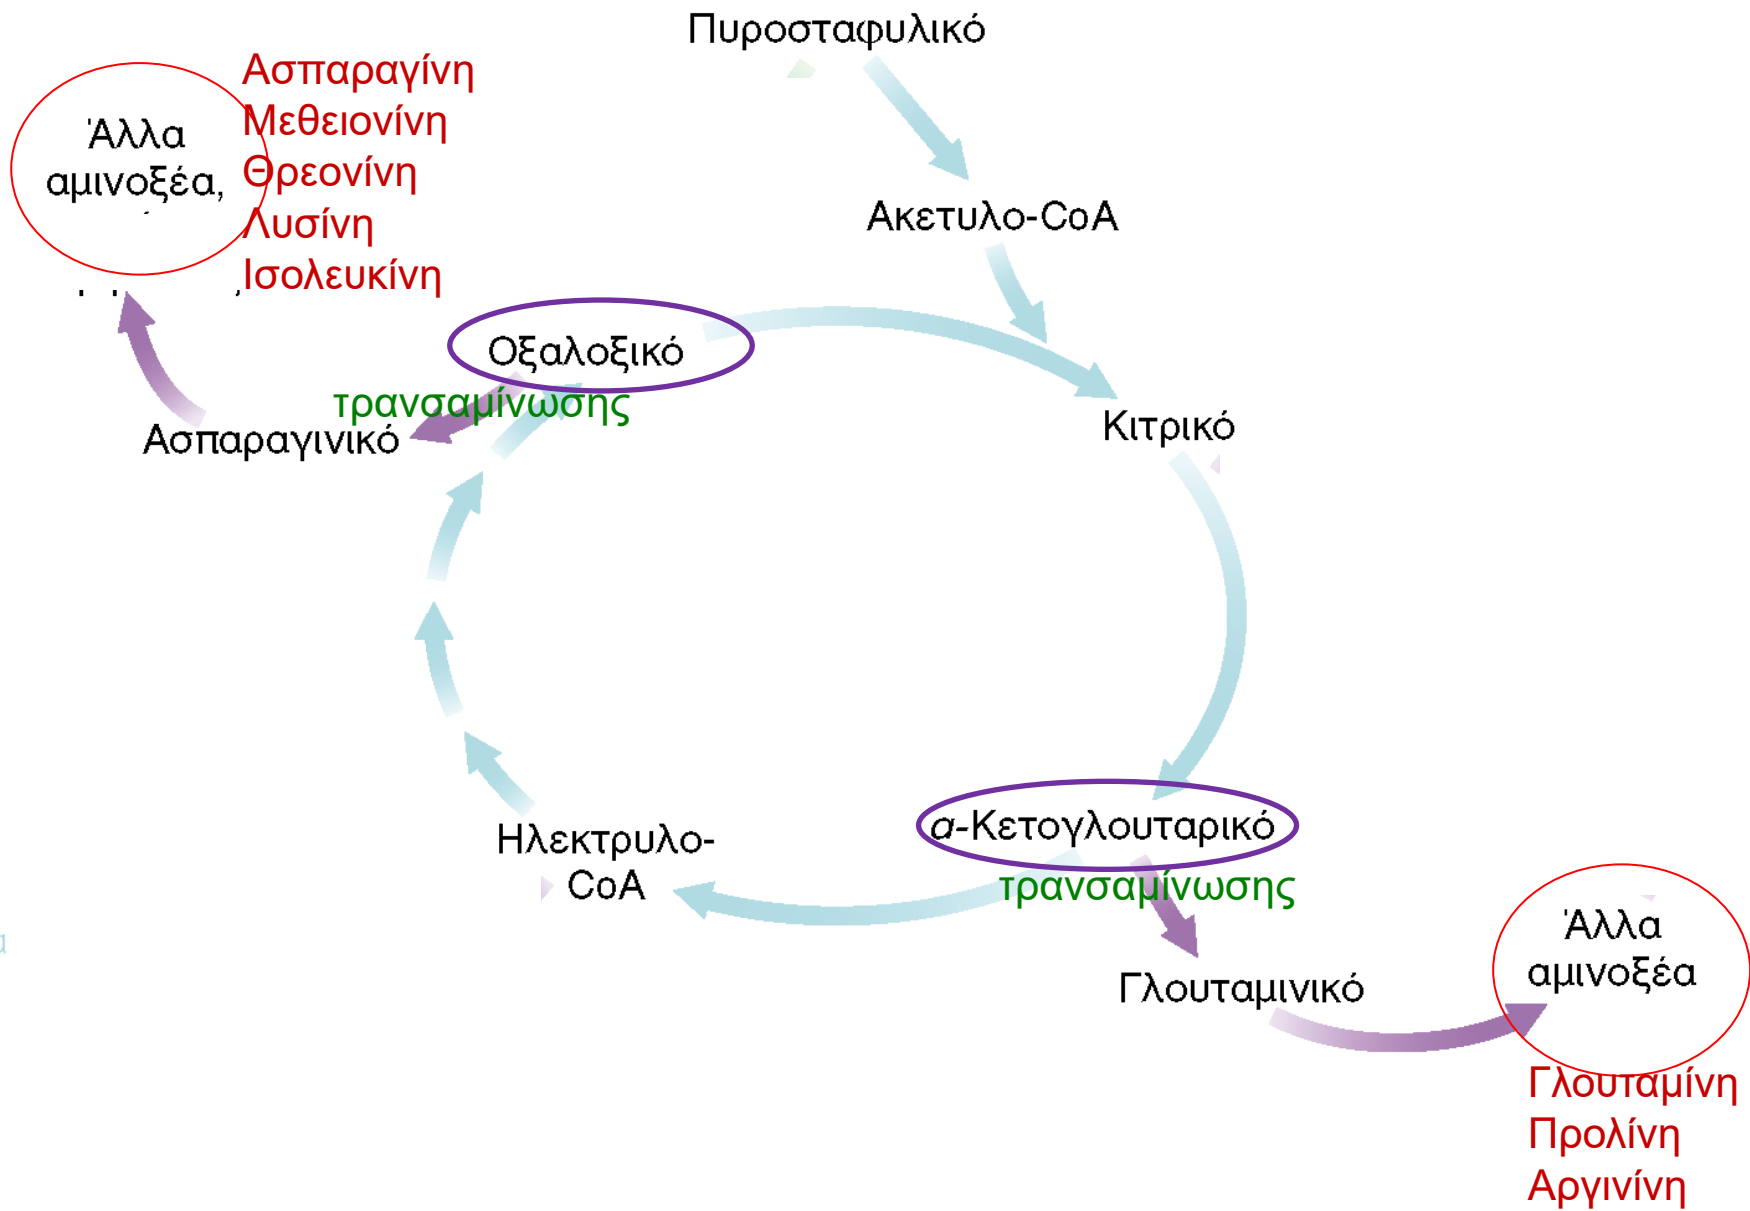 Πυροσταφυλικό
Ασπαραγίνη
Μεθειονίνη
Θρεονίνη
Λυσίνη
Ισολευκίνη
Άλλα
αμινοξέα,
Ακετυλο-CoA
Οξαλοξικό
τρανσαμίνωσης
Ασπαραγινικό
Κιτρικό
α-Κετογλουταρικό
τρανσαμίνωσης
Ηλεκτρυλο-
CoA
Γλουταμινικό
Άλλα
αμινοξέα
Γλουταμίνη
Προλίνη
Αργινίνη